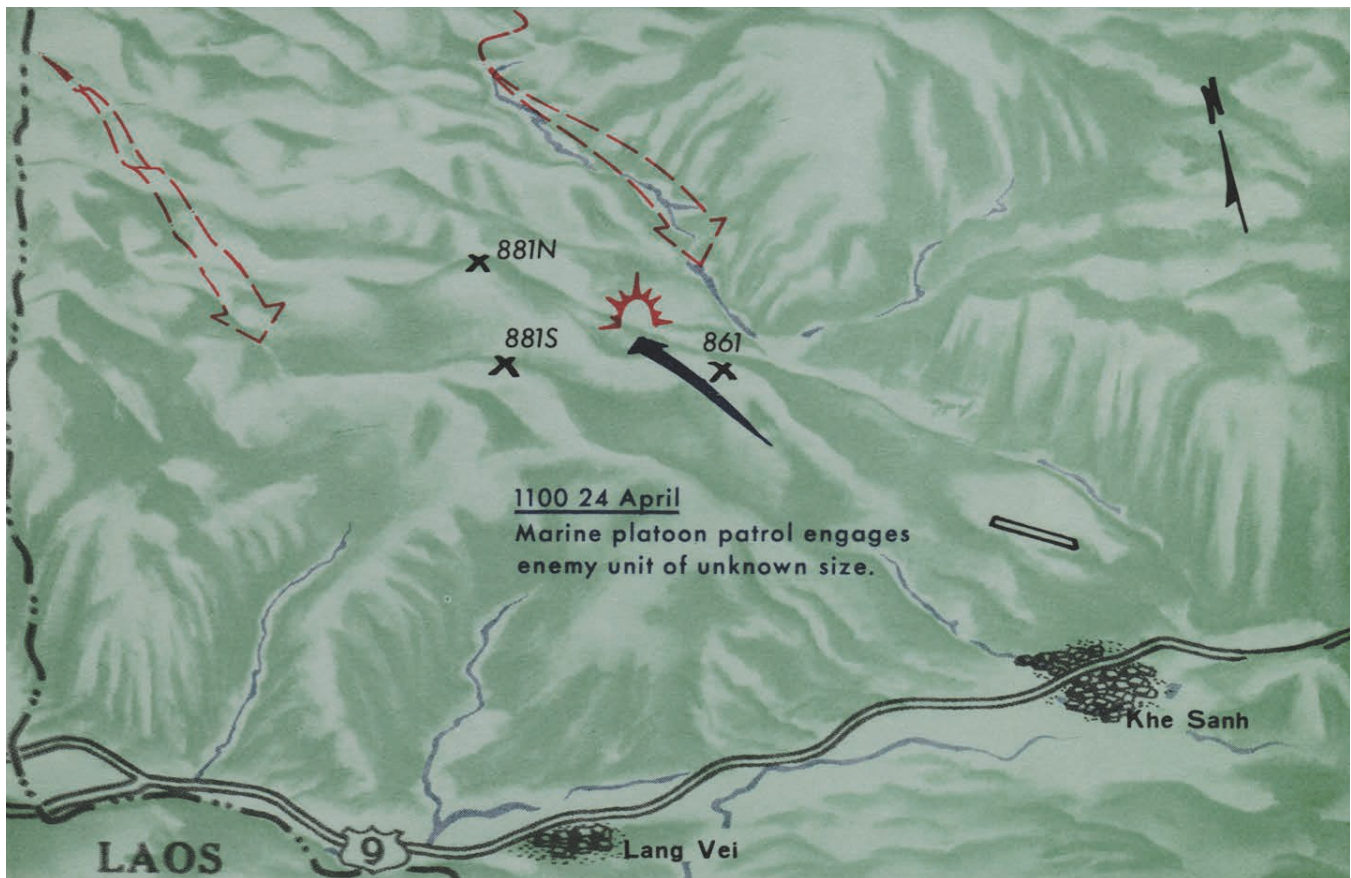 N
881N
881S
861
1100 24 April
Marine platoon patrol engages
enemy unit of unknown size.
Khe Sanh
Lang Vei
9
LAOS